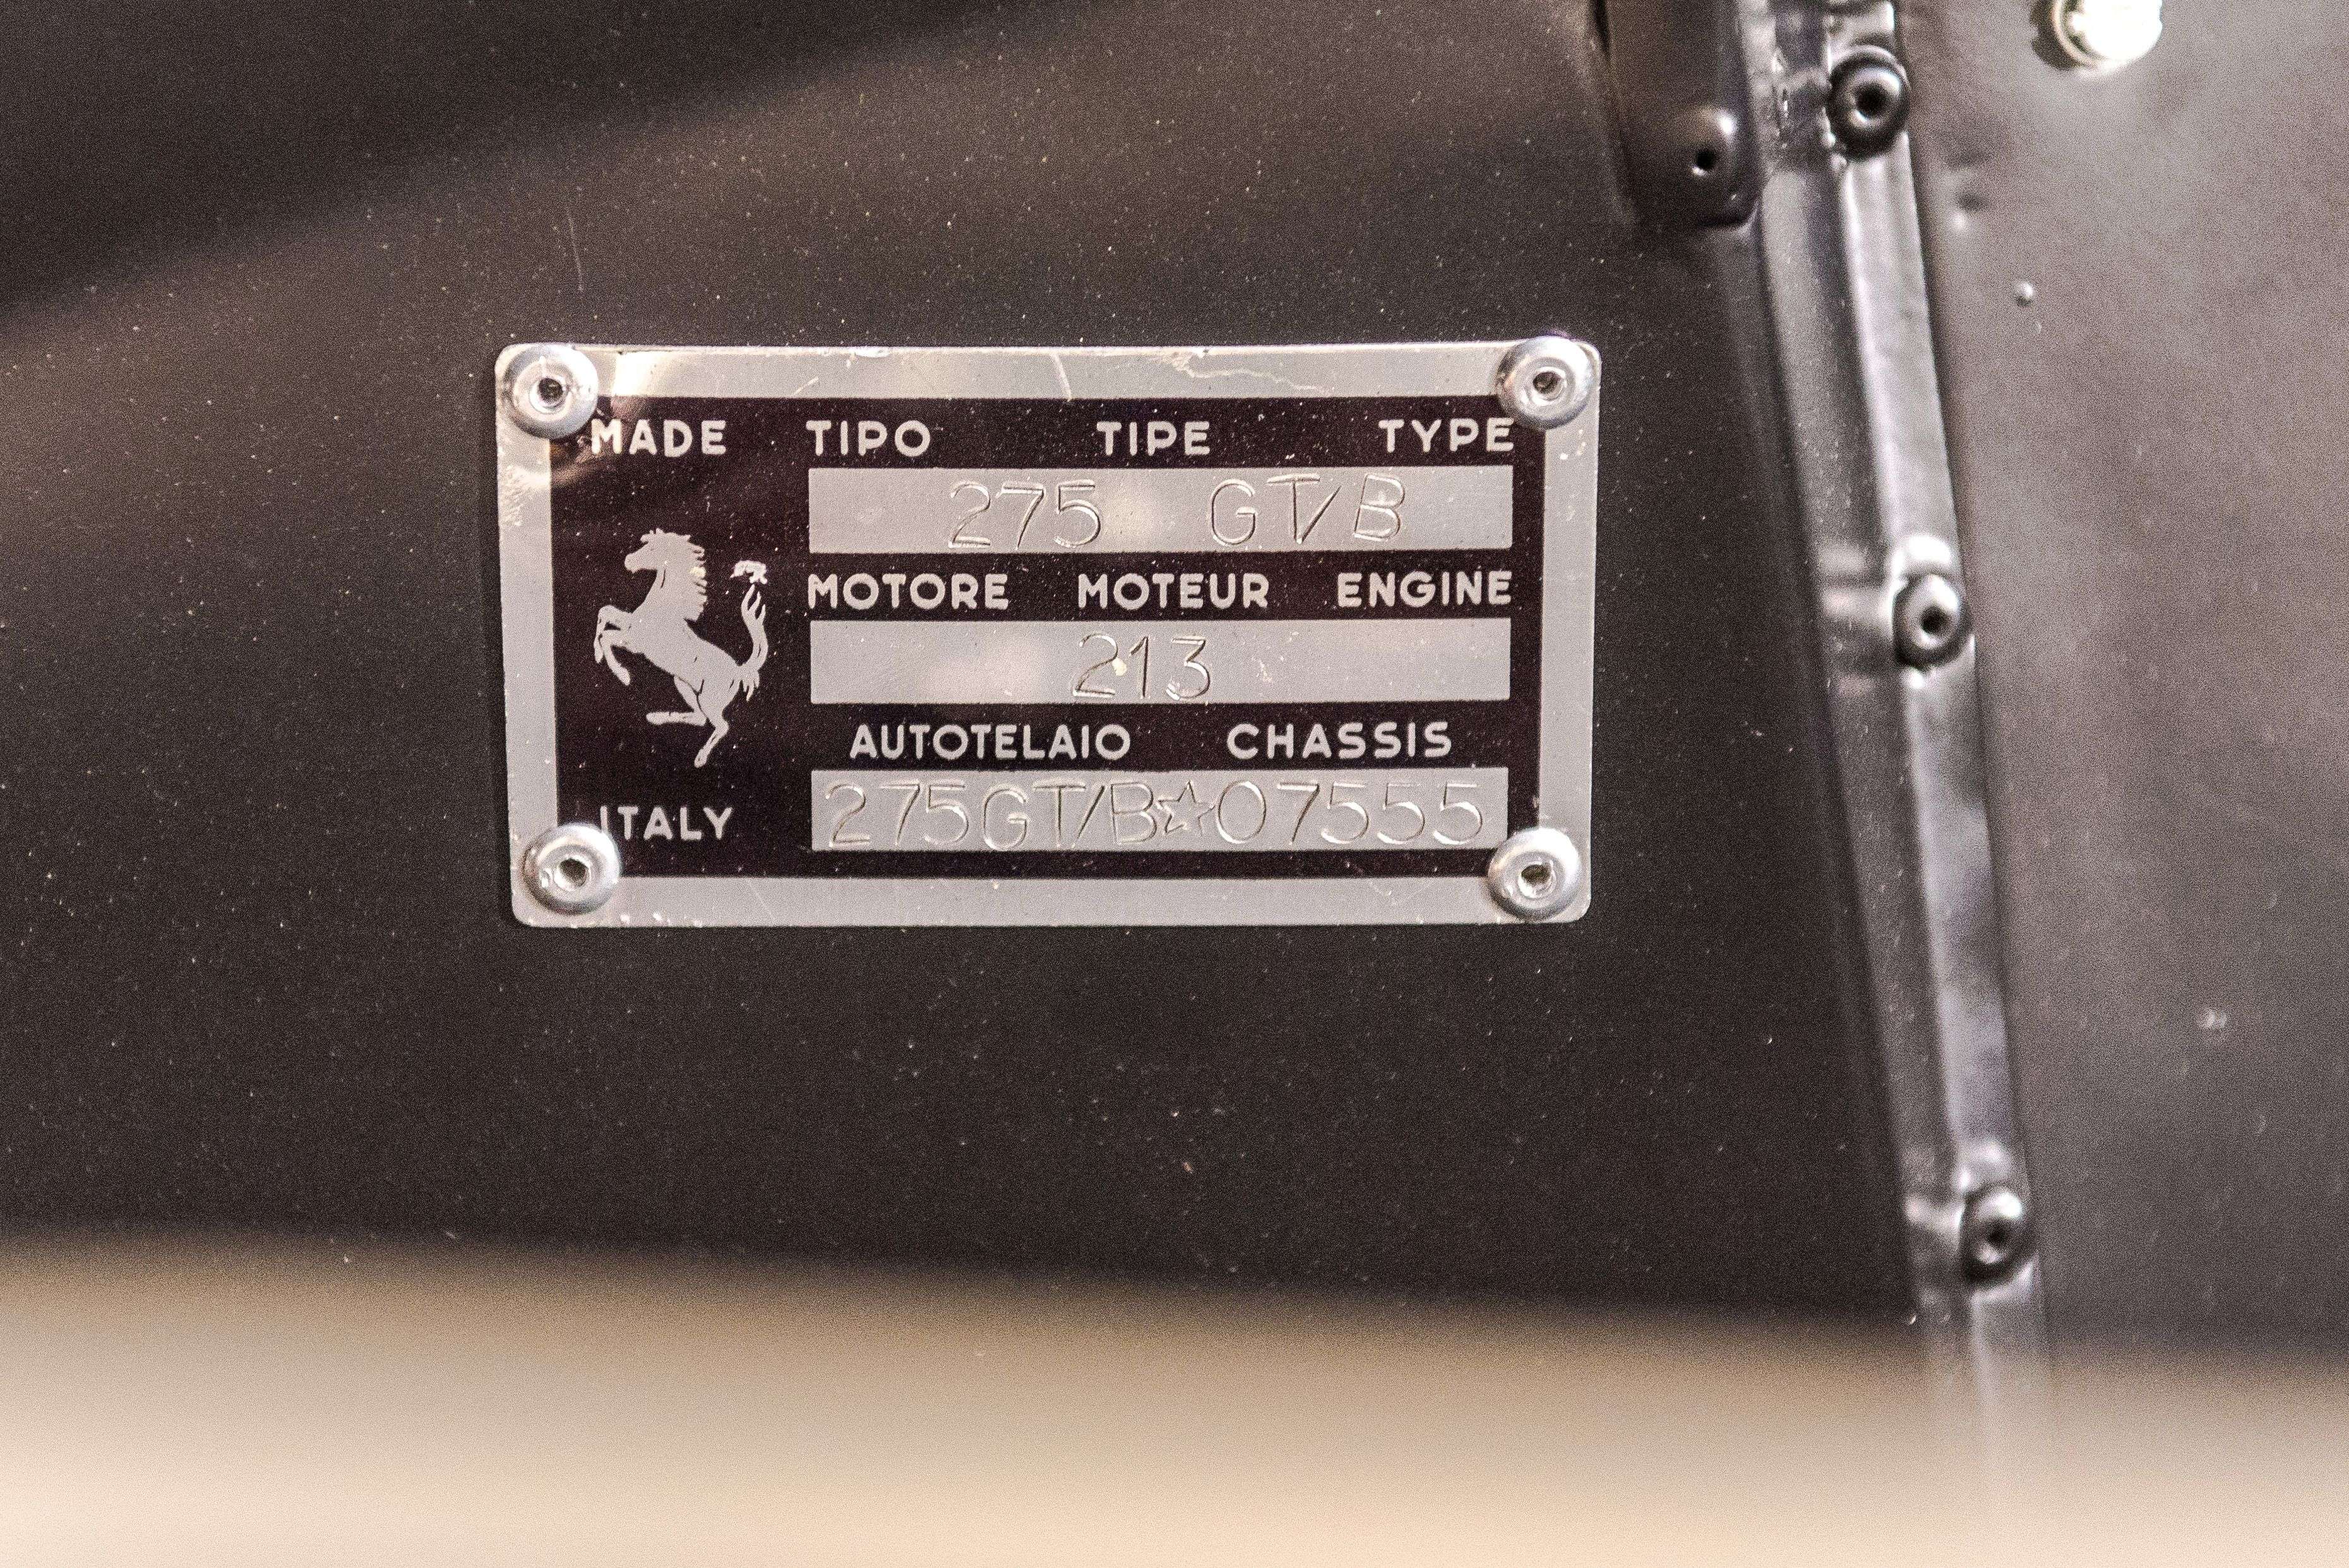 MADE TIPO TIPE TYPE
275 GT/B
MOTORE MOTEUR ENGINE
213
AUTOTELAIO CHASSIS
ITALY 275GT/B☆07555